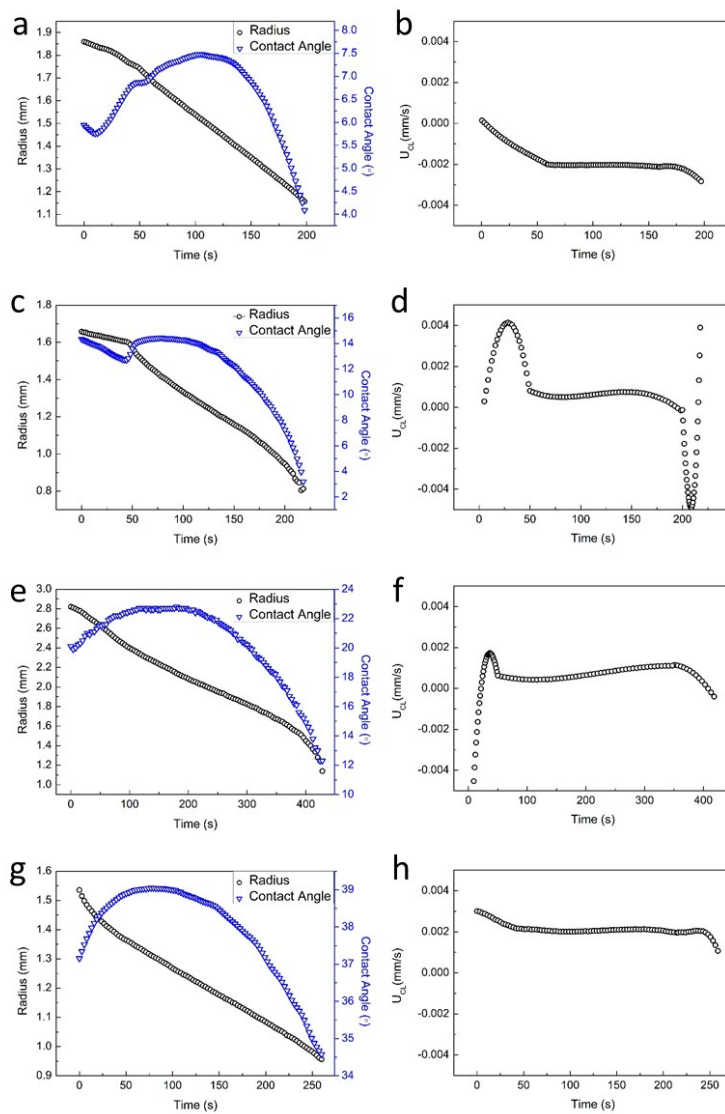 a
Radius
Contact Angle
1.9
1.8
1.7
1.6
1.5
1.4
1.3
1.2
1.1
Radius (mm)
8.0
7.5
7.0
6.5
6.0
5.5
5.0
4.5
4.0
Contact Angle (°)
0 50 100 150 200
Time (s)
b
0.004
0.002
0.000
-0.002
-0.004
U_CL (mm/s)
0 50 100 150 200
Time (s)
c
Radius
Contact Angle
1.8
1.6
1.4
1.2
1.0
0.8
Radius (mm)
16
14
12
10
8
6
4
2
Contact Angle (°)
0 50 100 150 200
Time (s)
d
0.004
0.002
0.000
-0.002
-0.004
U_CL (mm/s)
0 50 100 150 200
Time (s)
e
Radius
Contact Angle
3.0
2.8
2.6
2.4
2.2
2.0
1.8
1.6
1.4
1.2
1.0
Radius (mm)
24
22
20
18
16
14
12
10
Contact Angle (°)
0 100 200 300 400
Time (s)
f
0.004
0.002
0.000
-0.002
-0.004
U_CL (mm/s)
0 100 200 300 400
Time (s)
g
Radius
Contact Angle
1.6
1.5
1.4
1.3
1.2
1.1
1.0
0.9
Radius (mm)
39
38
37
36
35
34
Contact Angle (°)
0 50 100 150 200 250
Time (s)
h
0.004
0.002
0.000
-0.002
-0.004
U_CL (mm/s)
0 50 100 150 200 250
Time (s)